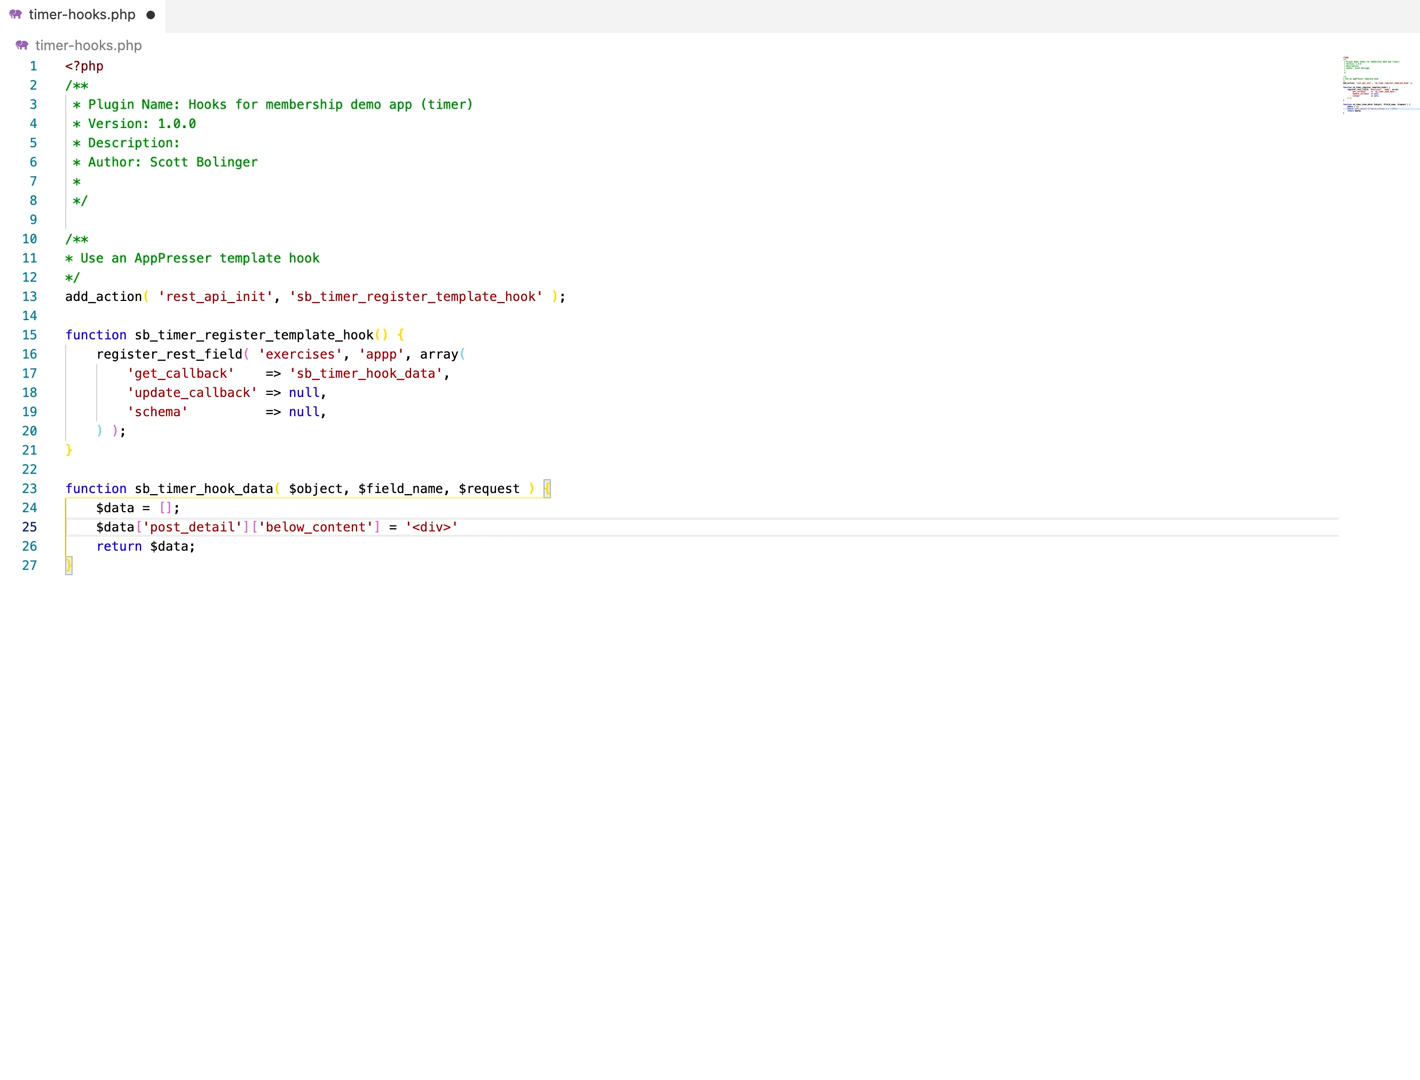 timer-hooks.php
timer-hooks.php
1 <?php
2 /**
3 * Plugin Name: Hooks for membership demo app (timer)
4 * Version: 1.0.0
5 * Description:
6 * Author: Scott Bolinger
7 *
8 */
9
10 /**
11 * Use an AppPresser template hook
12 */
13 add_action( 'rest_api_init', 'sb_timer_register_template_hook' );
14
15 function sb_timer_register_template_hook() {
16     register_rest_field( 'exercises', 'appp', array(
17         'get_callback'    => 'sb_timer_hook_data',
18         'update_callback' => null,
19         'schema'          => null,
20     ) );
21 }
22
23 function sb_timer_hook_data( $object, $field_name, $request ) {
24     $data = [];
25     $data['post_detail']['below_content'] = '<div>'
26     return $data;
27 }